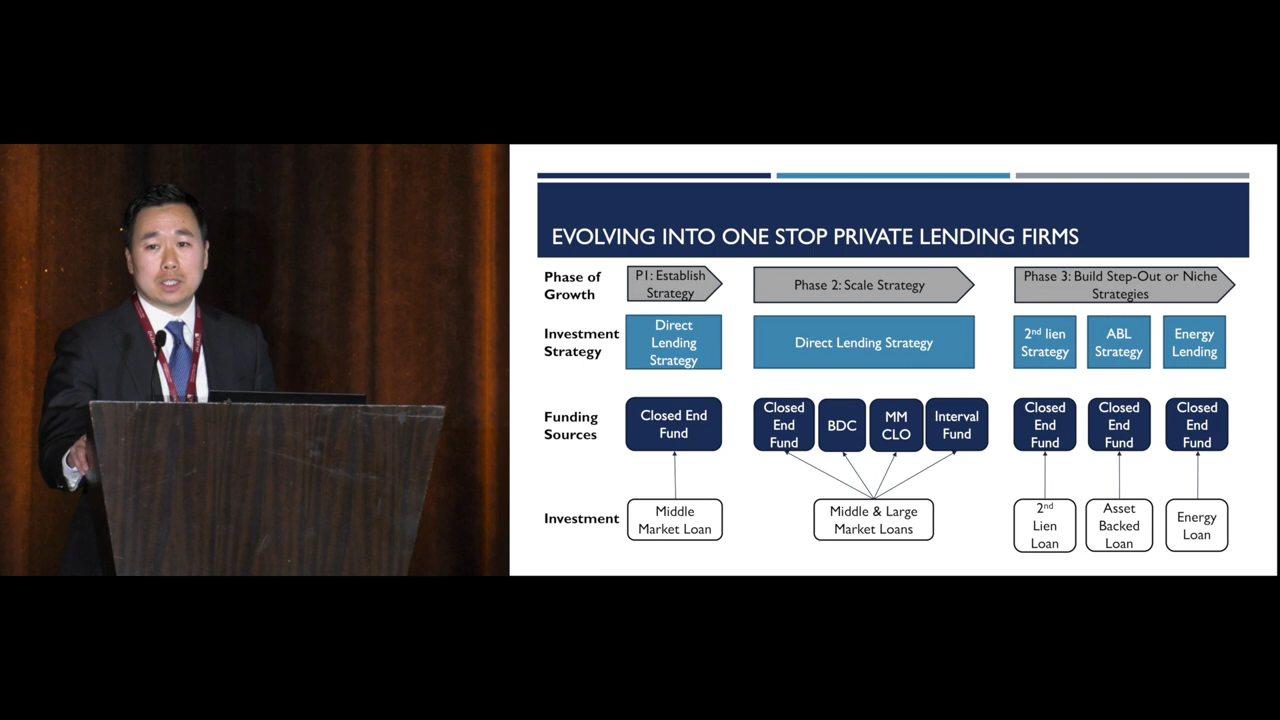 EVOLVING INTO ONE STOP PRIVATE LENDING FIRMS
Phase of
Growth
P1: Establish
Strategy
Phase 2: Scale Strategy
Phase 3: Build Step-Out or Niche
Strategies
Investment
Strategy
Direct
Lending
Strategy
Direct Lending Strategy
2nd lien
Strategy
ABL
Strategy
Energy
Lending
Funding
Sources
Closed End
Fund
Closed
End
Fund
BDC
MM
CLO
Interval
Fund
Closed
End
Fund
Closed
End
Fund
Closed
End
Fund
Investment
Middle
Market Loan
Middle & Large
Market Loans
2nd
Lien
Loan
Asset
Backed
Loan
Energy
Loan